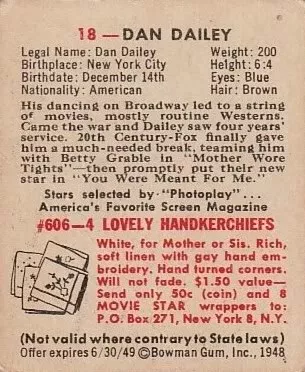 18 — DAN DAILEY
Legal Name: Dan Dailey Weight: 200
Birthplace: New York City Height: 6:4
Birthdate: December 14th Eyes: Blue
Nationality: American Hair: Brown
His dancing on Broadway led to a string
of movies, mostly routine Westerns.
Came the war and Dailey saw four years'
service. 20th Century-Fox finally gave
him a much-needed break, teaming him
with Betty Grable in "Mother Wore
Tights"—then promptly put their new
star in "You Were Meant For Me."
Stars selected by "Photoplay"...
America's Favorite Screen Magazine
#606—4 LOVELY HANDKERCHIEFS
White, for Mother or Sis. Rich,
soft linen with gay hand em-
broidery. Hand turned corners.
Will not fade. $1.50 value—
Send only 50c (coin) and 8
MOVIE STAR wrappers to:
P.O. BOX 271, New York 8, N.Y.
(Not valid where contrary to State laws)
Offer expires 6/30/49 ©Bowman Gum, Inc., 1948